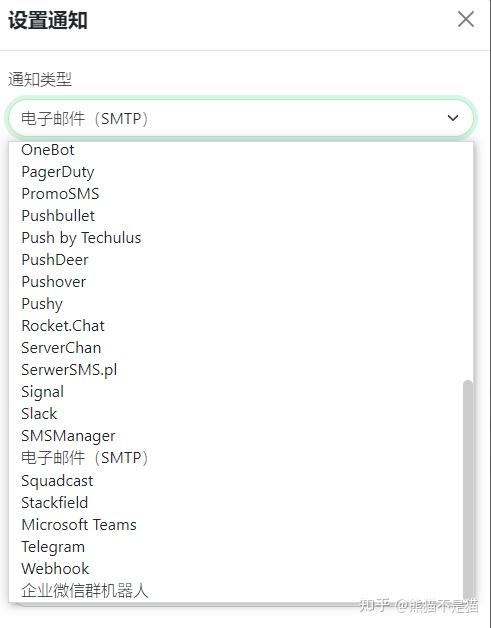 设置通知
通知类型
电子邮件（SMTP）
OneBot
PagerDuty
PromoSMS
Pushbullet
Push by Techulus
PushDeer
Pushover
Pushy
Rocket.Chat
ServerChan
SerwerSMS.pl
Signal
Slack
SMSManager
电子邮件（SMTP）
Squadcast
Stackfield
Microsoft Teams
Telegram
Webhook
企业微信群机器人
知乎 @熊猫不是猫